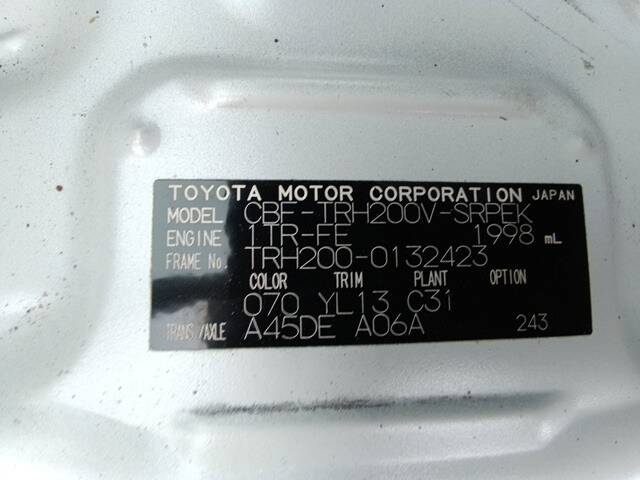 TOYOTA MOTOR CORPORATION JAPAN
MODEL CBF-TRH200V-SRPEK
ENGINE 1TR-FE 1998 mL
FRAME No. TRH200-0132423
COLOR TRIM PLANT OPTION
070 YL13 C31
TRANS/AXLE A45DE A06A 243